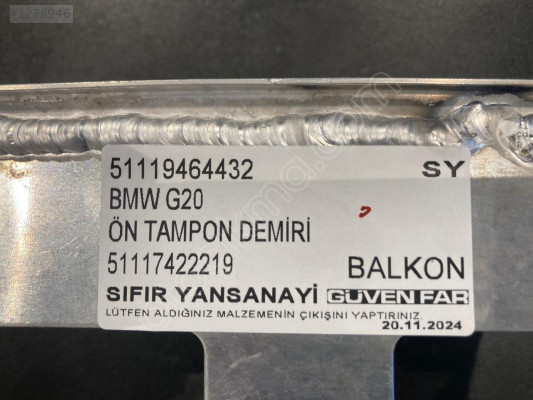 3278946
51119464432 SY
BMW G20
ÖN TAMPON DEMİRİ
51117422219 BALKON
SIFIR YANSANAYİ GÜVEN FAR
LÜTFEN ALDIĞINIZ MALZEMENİN ÇIKIŞINI YAPTIRINIZ
20.11.2024